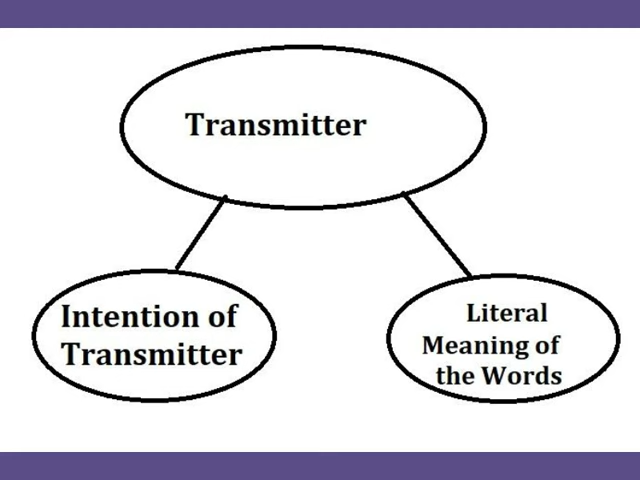 Transmitter
Intention of
Transmitter
Literal
Meaning of
the Words